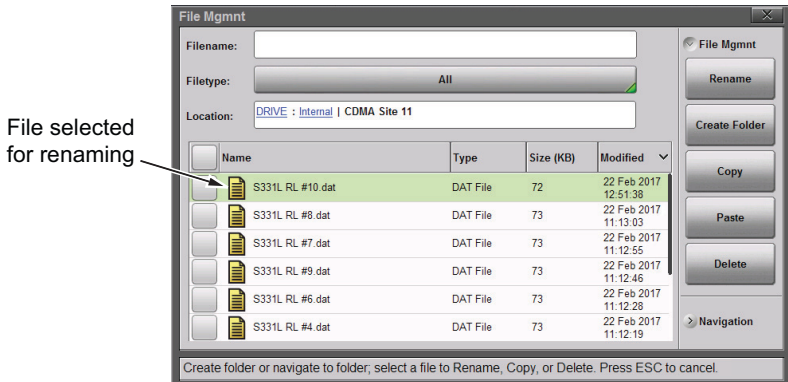 File Mgmnt
Filename:
Filetype: All
Location: DRIVE : Internal | CDMA Site 11
File selected
for renaming
Name Type Size (KB) Modified
S331L RL #10.dat DAT File 72 22 Feb 2017
12:51:38
S331L RL #8.dat DAT File 73 22 Feb 2017
11:13:03
S331L RL #7.dat DAT File 73 22 Feb 2017
11:12:55
S331L RL #9.dat DAT File 73 22 Feb 2017
11:12:46
S331L RL #6.dat DAT File 73 22 Feb 2017
11:12:28
S331L RL #4.dat DAT File 73 22 Feb 2017
11:12:19
File Mgmnt
Rename
Create Folder
Copy
Paste
Delete
Navigation
Create folder or navigate to folder; select a file to Rename, Copy, or Delete. Press ESC to cancel.